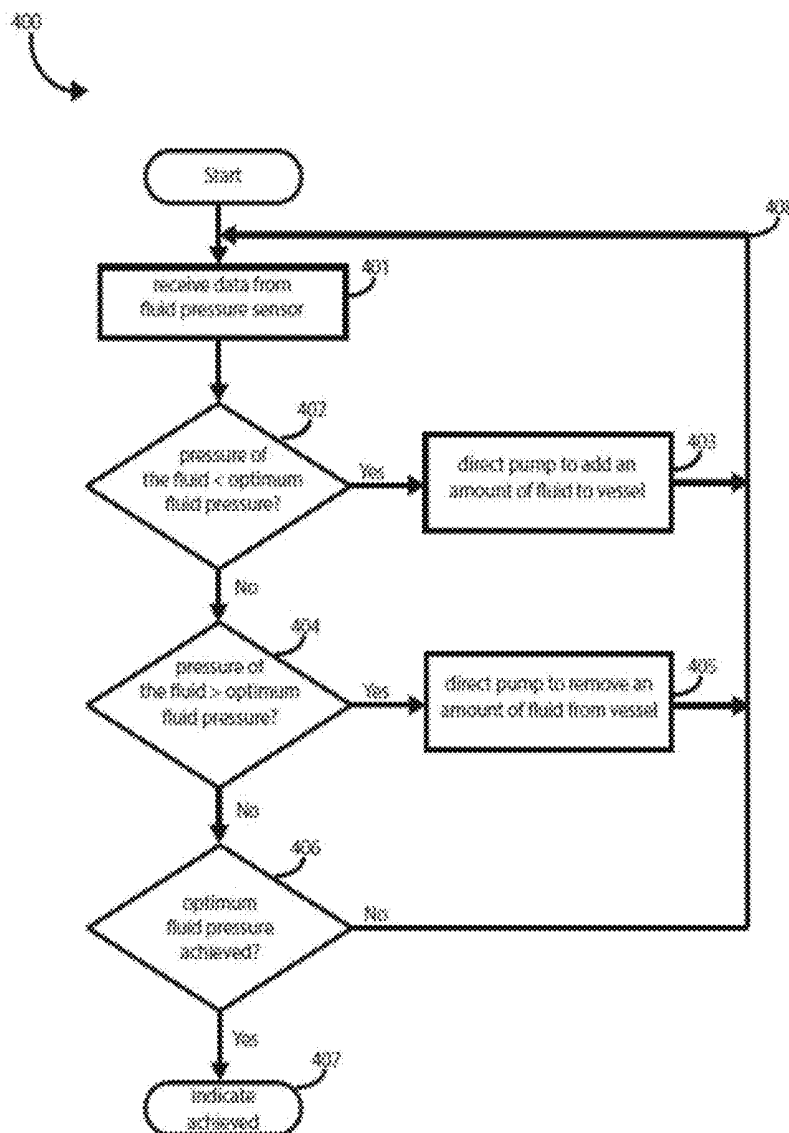 400
Start
408
401
receive data from
fluid pressure sensor
402
pressure of
the fluid < optimum
fluid pressure?
Yes
403
direct pump to add an
amount of fluid to vessel
No
404
pressure of
the fluid > optimum
fluid pressure?
Yes
405
direct pump to remove an
amount of fluid from vessel
No
406
optimum
fluid pressure
achieved?
No
Yes
407
indicate
achieved